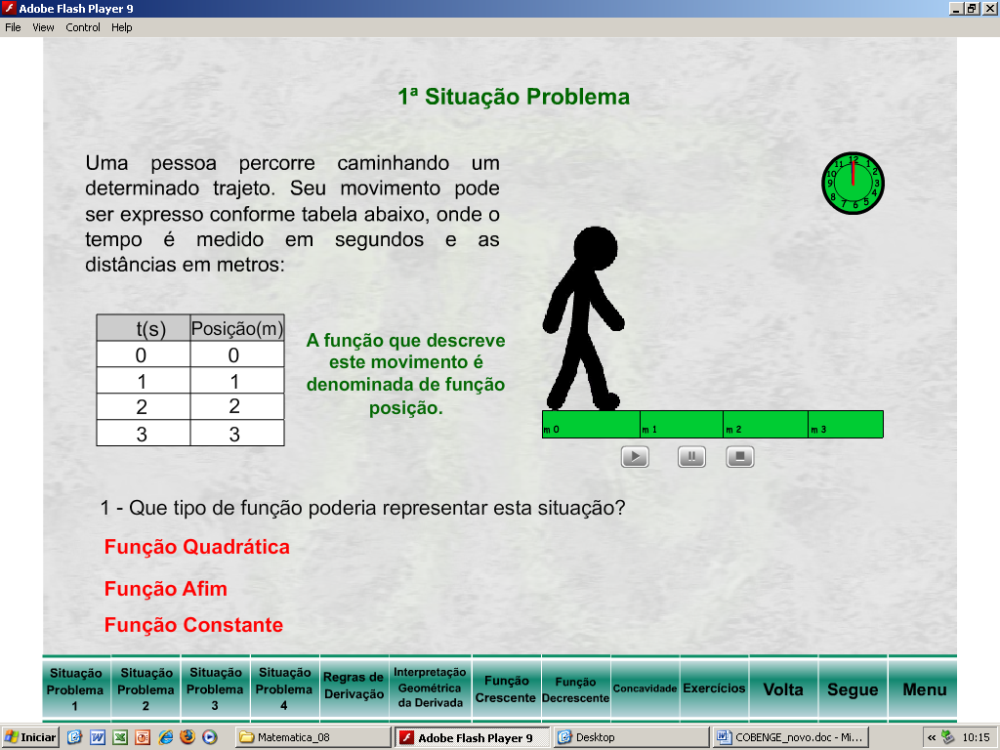 Adobe Flash Player 9
File View Control Help
1ª Situação Problema
Uma pessoa percorre caminhando um
determinado trajeto. Seu movimento pode
ser expresso conforme tabela abaixo, onde o
tempo é medido em segundos e as
distâncias em metros:
12 1 2 3 4 5 6 7 8 9 10 11
t(s) Posição(m)
0 0
1 1
2 2
3 3
A função que descreve
este movimento é
denominada de função
posição.
m 0 m 1 m 2 m 3
1 - Que tipo de função poderia representar esta situação?
Função Quadrática
Função Afim
Função Constante
Situação
Problema
1
Situação
Problema
2
Situação
Problema
3
Situação
Problema
4
Regras de
Derivação
Interpretação
Geométrica
da Derivada
Função
Crescente
Função
Decrescente
Concavidade
Exercícios
Volta
Segue
Menu
Iniciar Matematica_08 Adobe Flash Player 9 Desktop COBENGE_novo.doc - Mi... « 10:15